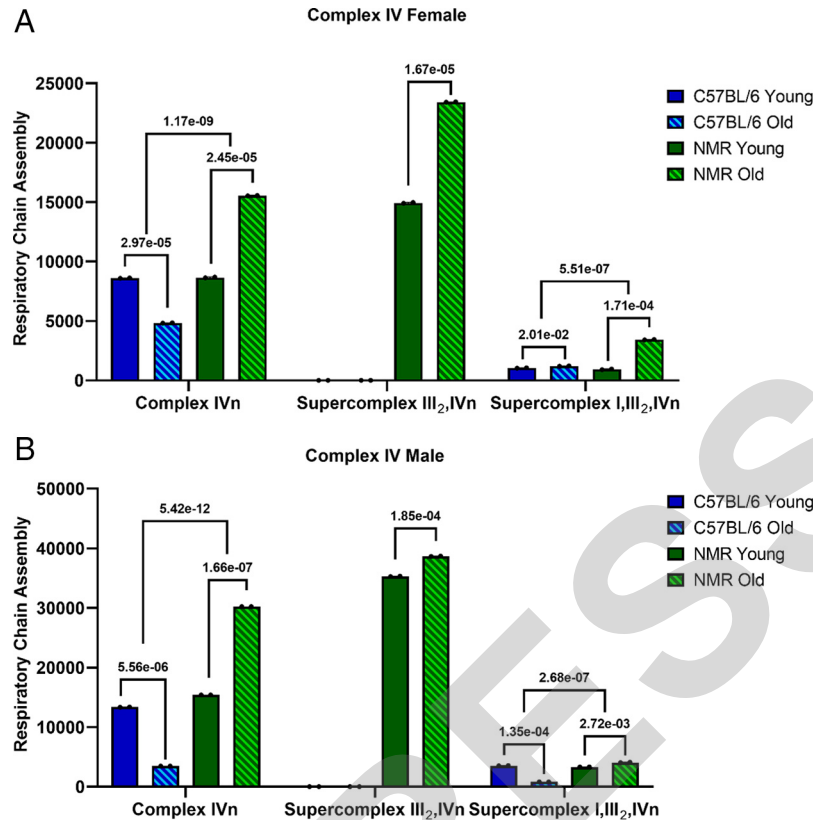 A
Complex IV Female
Respiratory Chain Assembly
25000
20000
15000
10000
5000
0
1.17e-09
2.97e-05
2.45e-05
1.67e-05
5.51e-07
2.01e-02
1.71e-04
C57BL/6 Young
C57BL/6 Old
NMR Young
NMR Old
Complex IVn
Supercomplex III₂,IVn
Supercomplex I,III₂,IVn
B
Complex IV Male
Respiratory Chain Assembly
50000
40000
30000
20000
10000
0
5.42e-12
5.56e-06
1.66e-07
1.85e-04
2.68e-07
1.35e-04
2.72e-03
C57BL/6 Young
C57BL/6 Old
NMR Young
NMR Old
Complex IVn
Supercomplex III₂,IVn
Supercomplex I,III₂,IVn
RESS